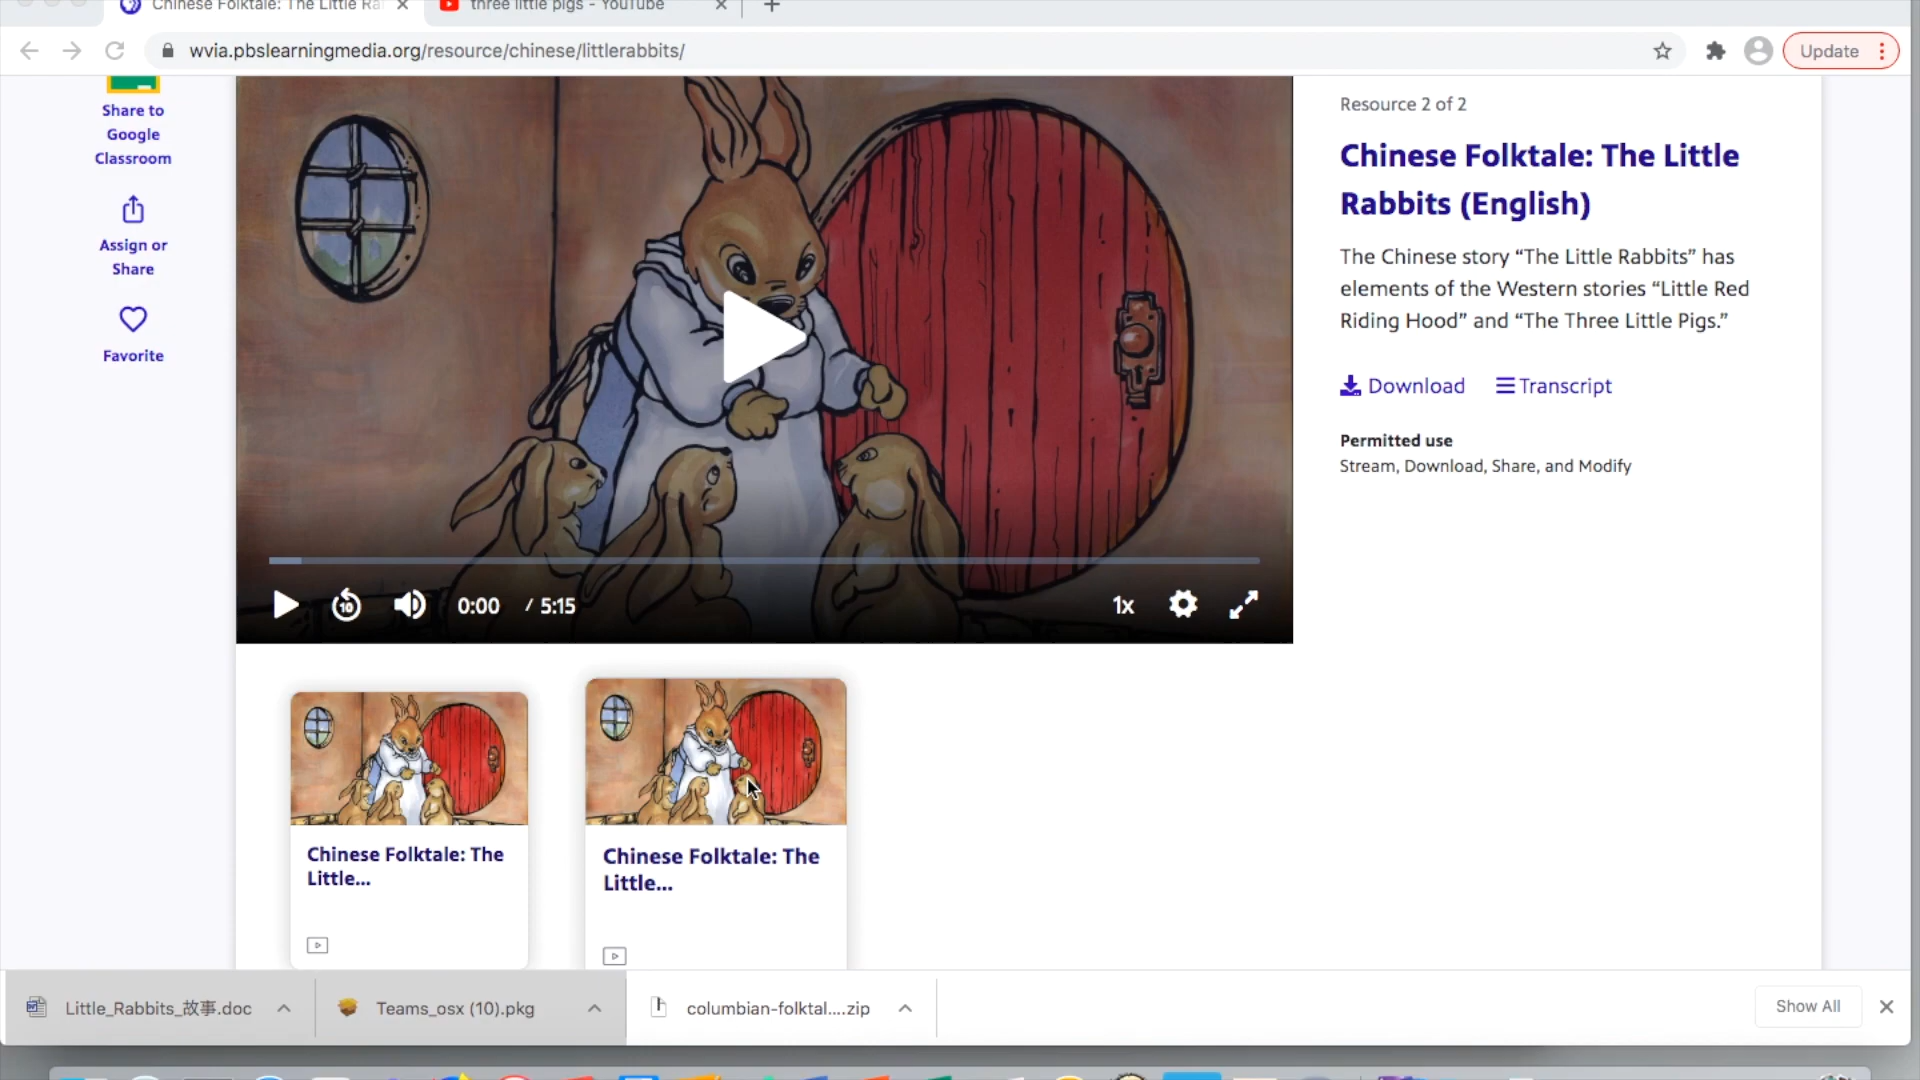 Chinese Folktale: The Little Ra
three little pigs - YouTube
wvia.pbslearningmedia.org/resource/chinese/littlerabbits/
Update
Share to
Google
Classroom
Assign or
Share
Favorite
Resource 2 of 2
Chinese Folktale: The Little
Rabbits (English)
The Chinese story “The Little Rabbits” has
elements of the Western stories “Little Red
Riding Hood” and “The Three Little Pigs.”
Download
Transcript
Permitted use
Stream, Download, Share, and Modify
10
0:00 / 5:15
1x
Chinese Folktale: The
Little...
Chinese Folktale: The
Little...
Little_Rabbits_故事.doc
Teams_osx (10).pkg
columbian-folktal....zip
Show All